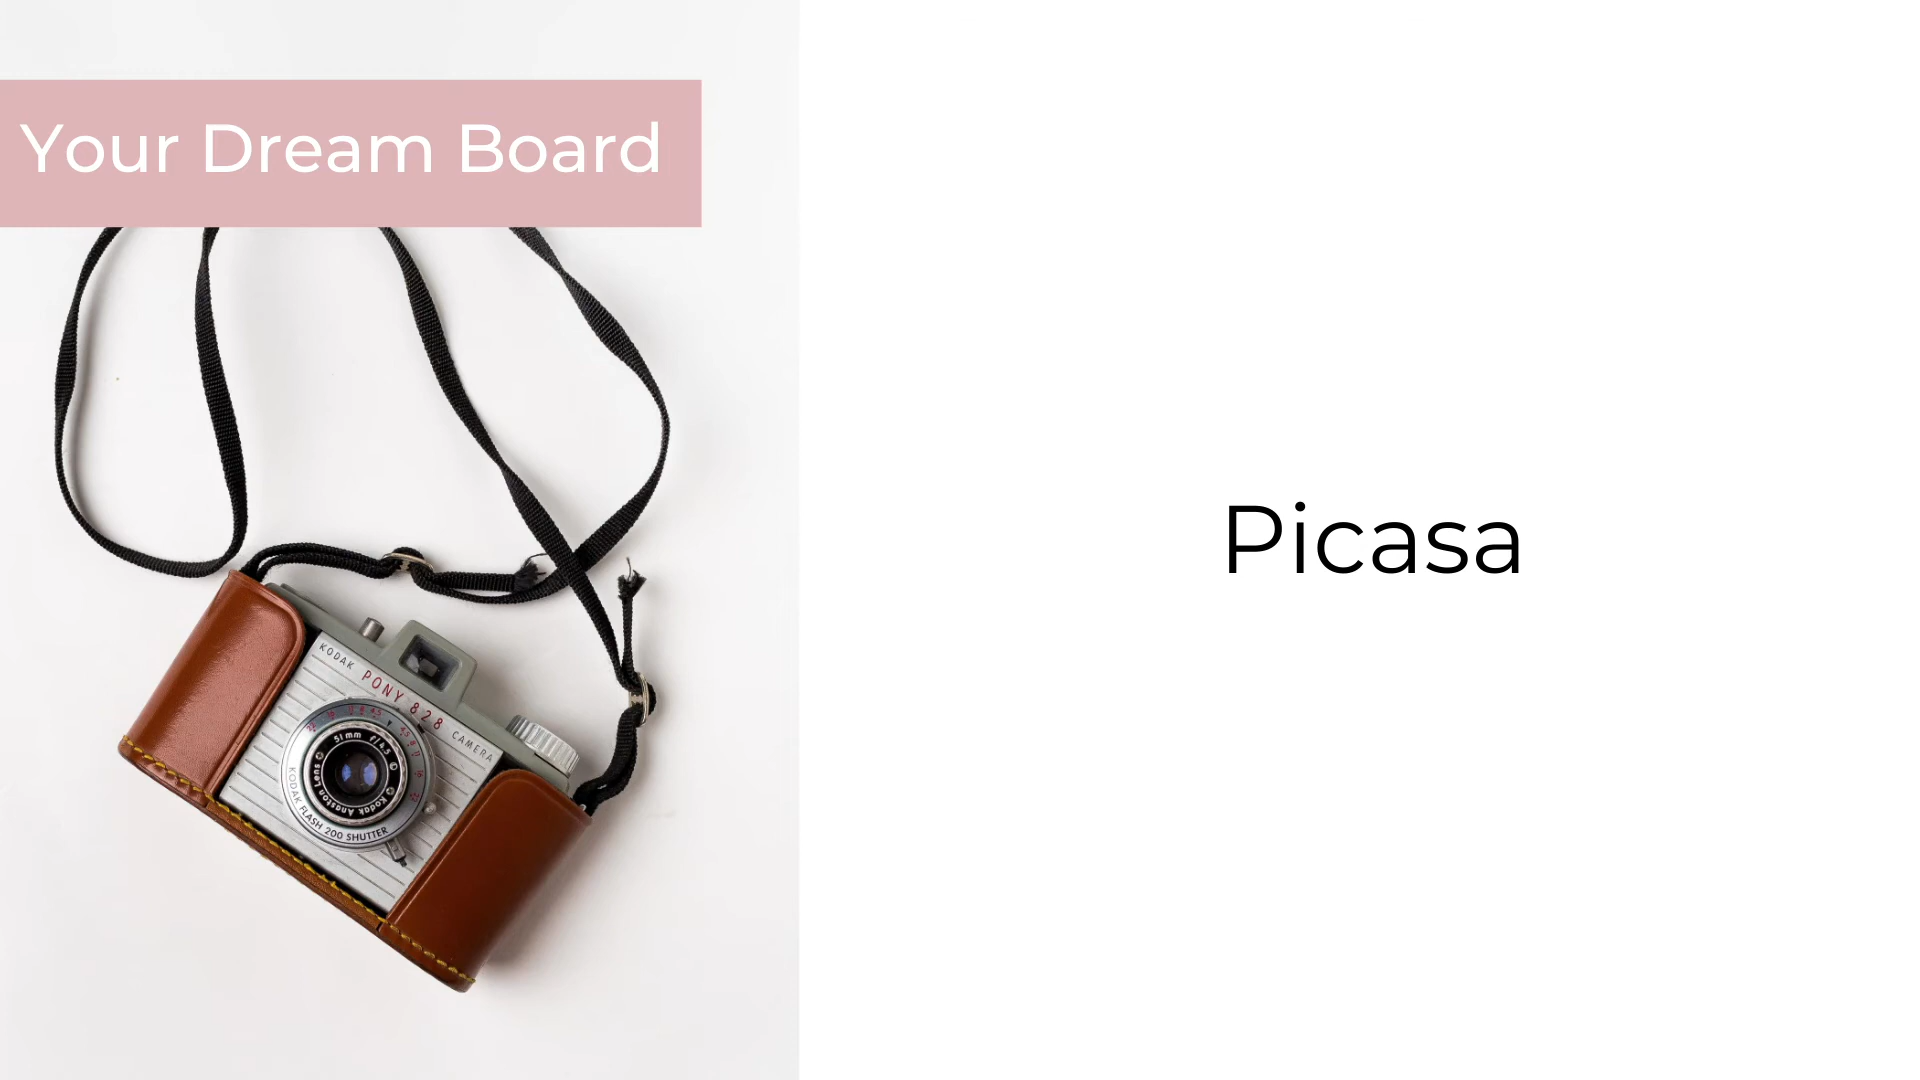 Your Dream Board
Picasa
KODAK
PONY 828
CAMERA
51mm f/4.5
Kodak Anaston Lens
KODAK FLASH 200 SHUTTER